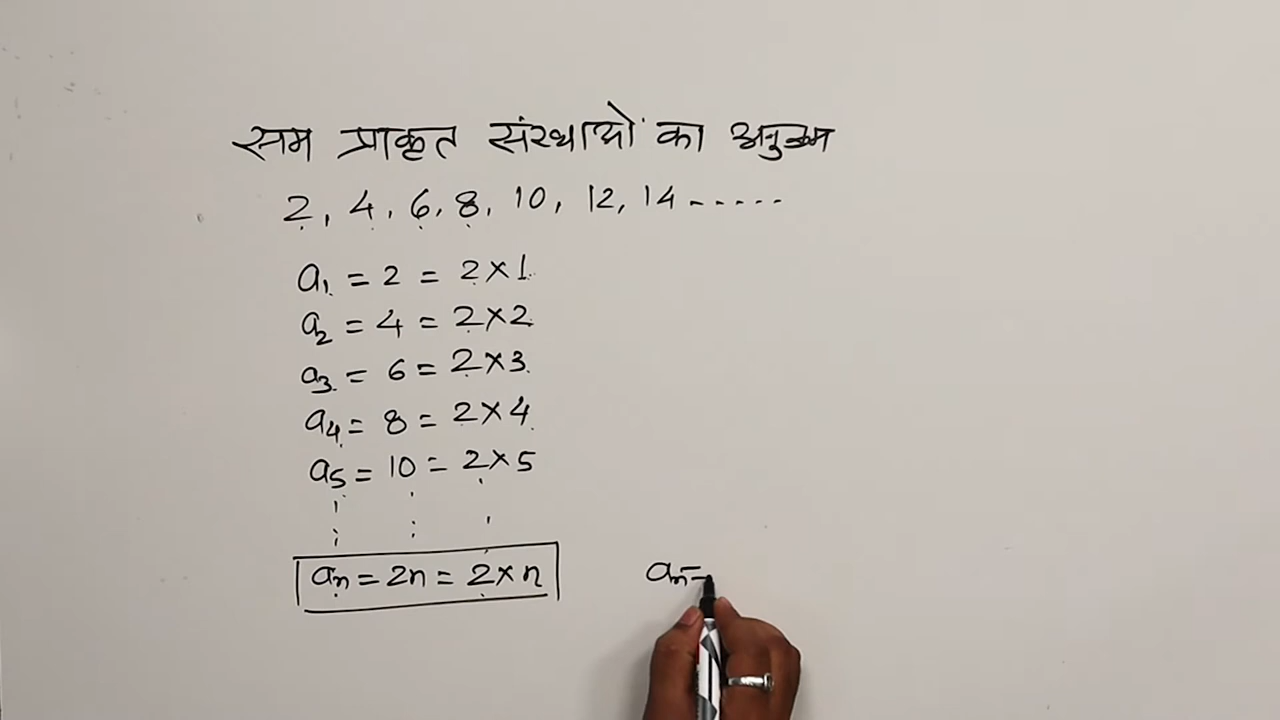 सम प्राकृत संख्याओं का अनुक्रम
2, 4, 6, 8, 10, 12, 14 -----
a₁ = 2 = 2×1
a₂ = 4 = 2×2
a₃ = 6 = 2×3
a₄ = 8 = 2×4
a₅ = 10 = 2×5
aₙ = 2n = 2×n
aₙ =